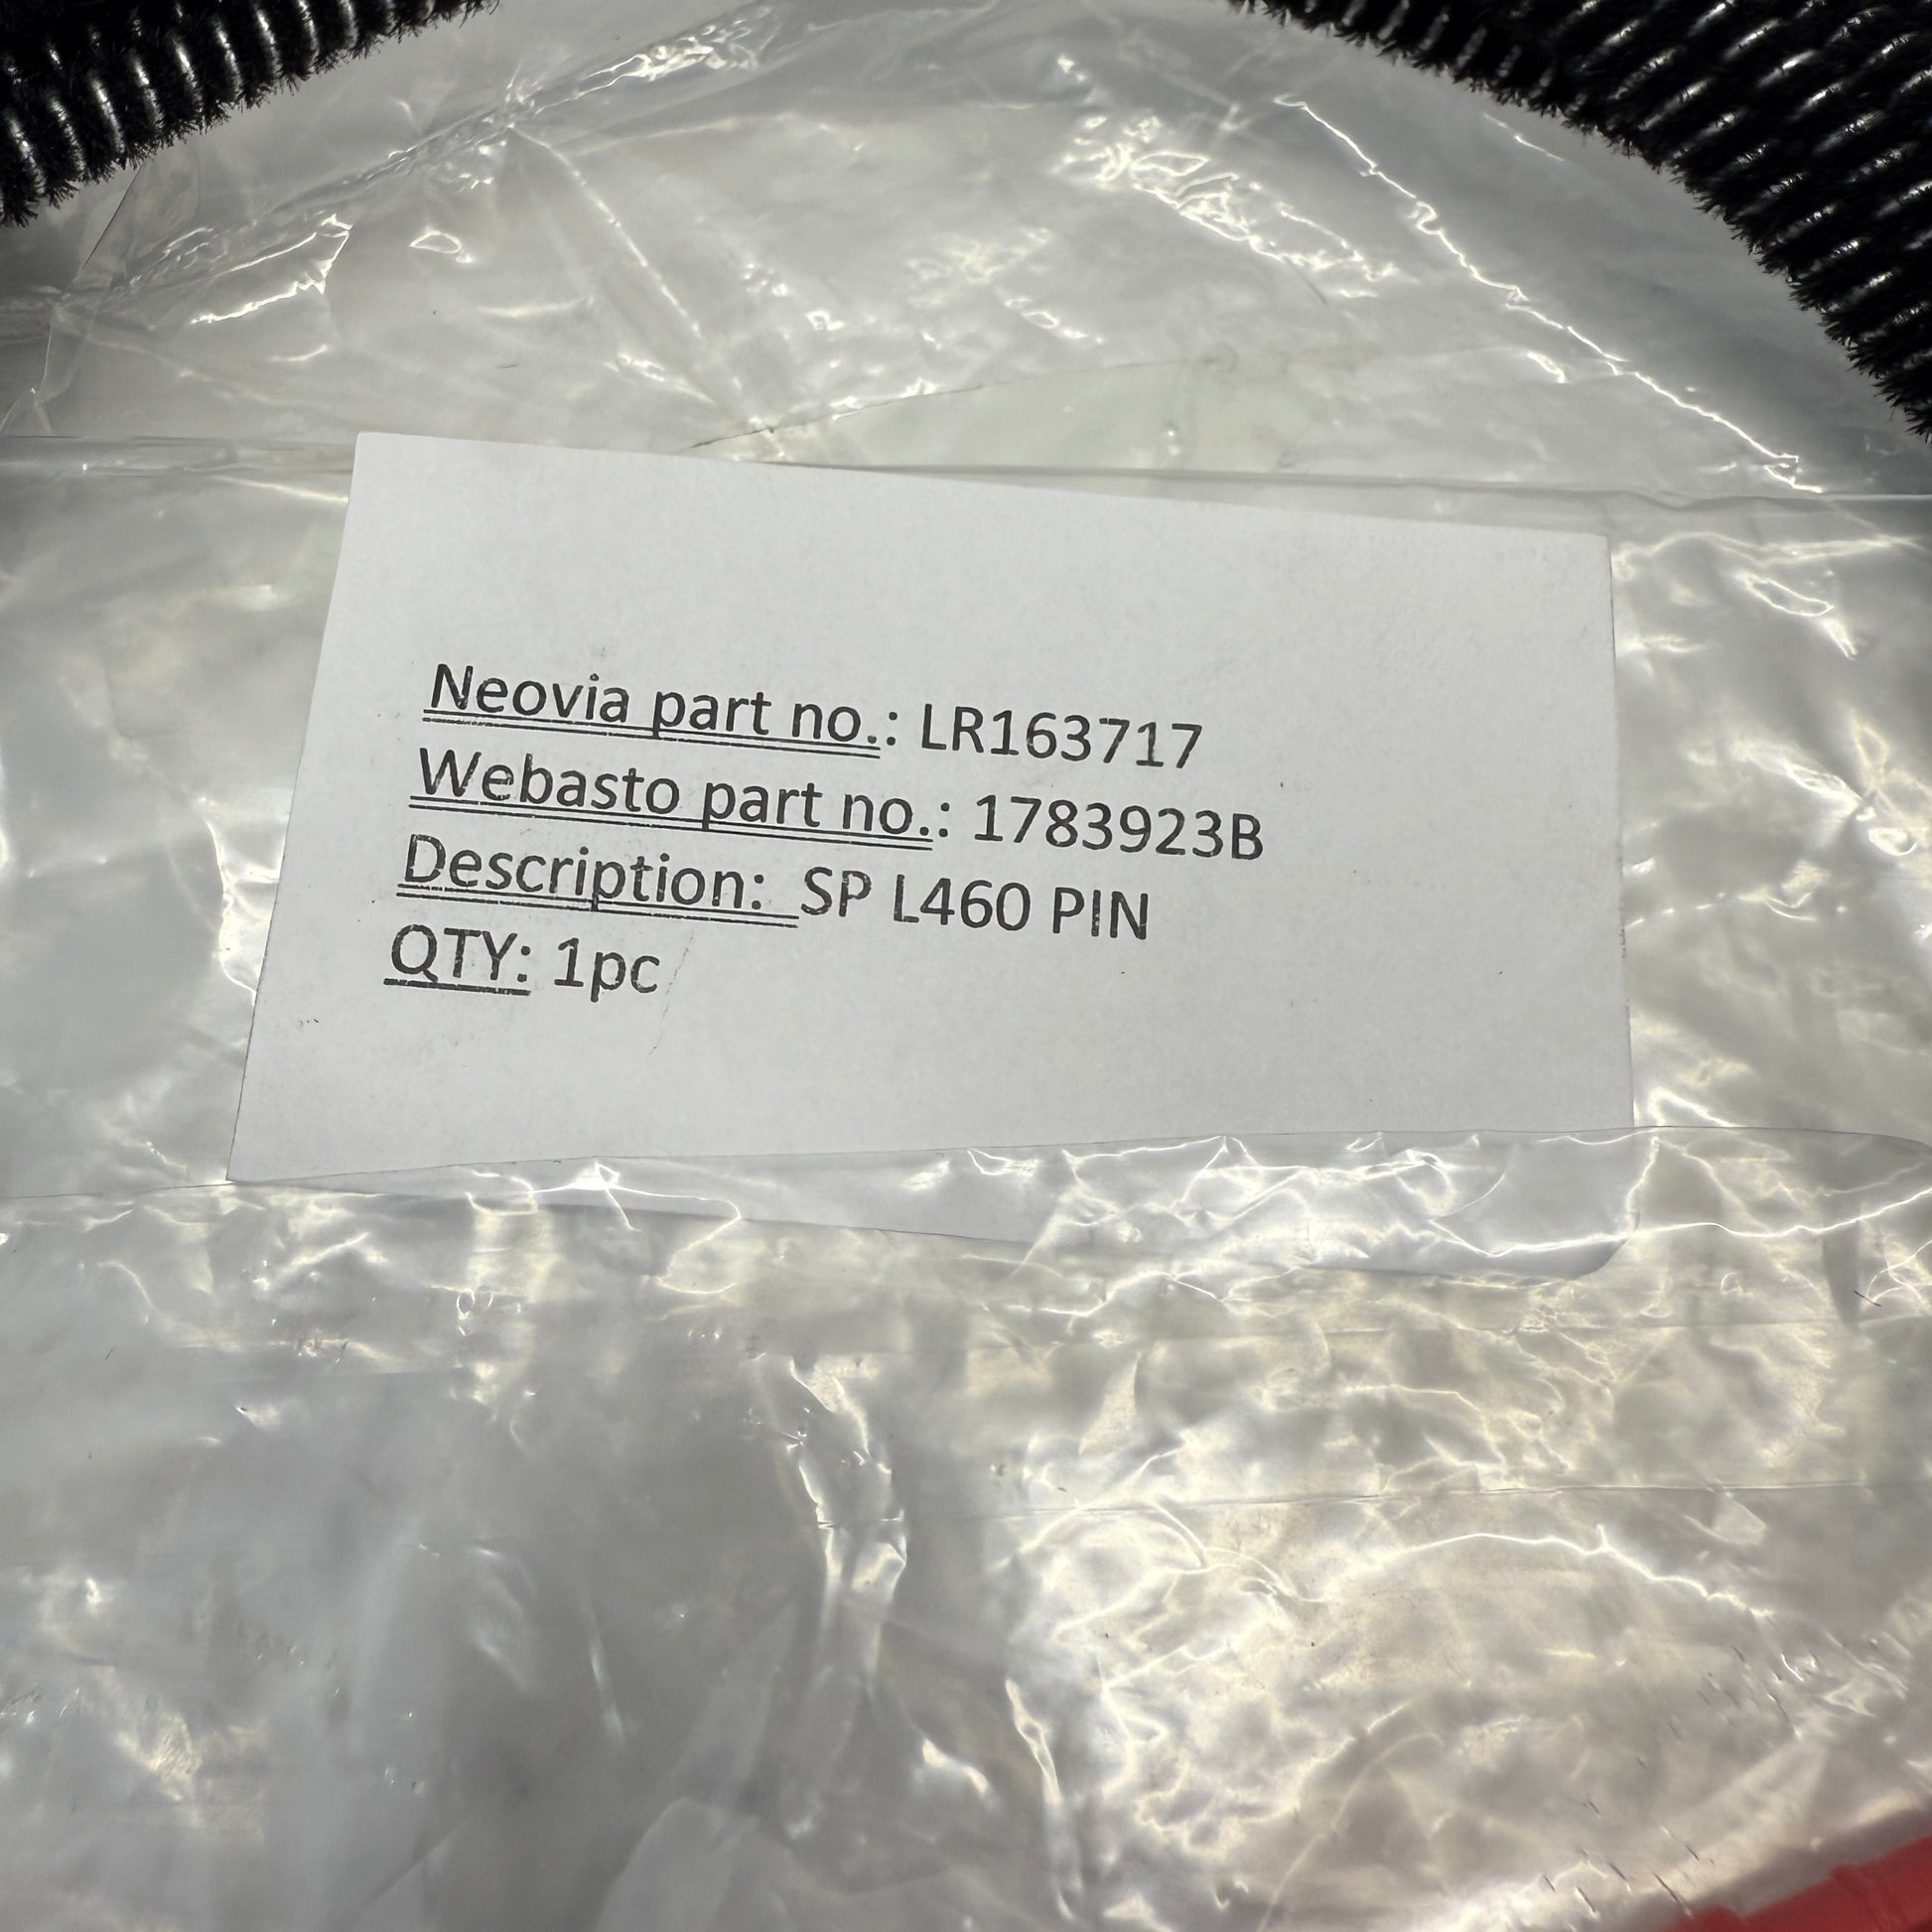 Neovia part no.: LR163717
Webasto part no.: 1783923B
Description: SP L460 PIN
QTY: 1pc